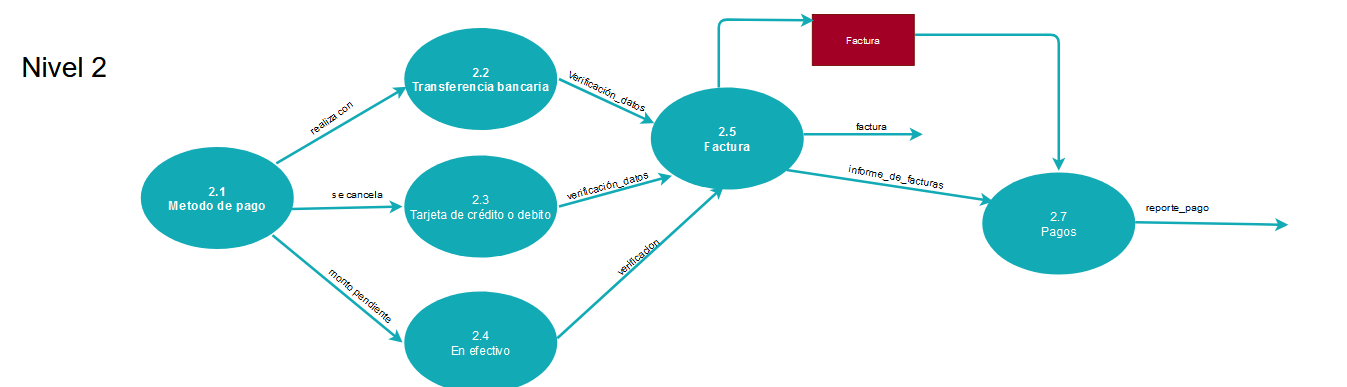 Nivel 2
2.1
Metodo de pago
realiza con
se cancela
monto pendiente
2.2
Transferencia bancaria
2.3
Tarjeta de crédito o debito
2.4
En efectivo
Verificación_datos
verificación_datos
verificación
2.5
Factura
Factura
factura
informe_de_facturas
2.7
Pagos
reporte_pago